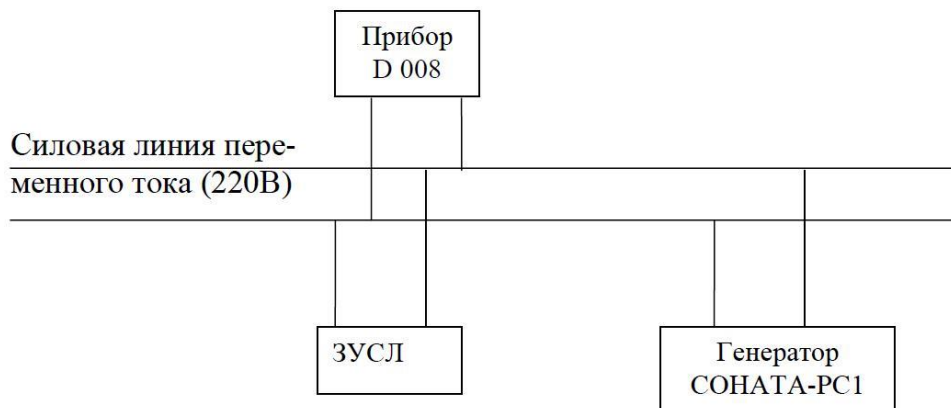 Прибор
D 008
Силовая линия пере-
менного тока (220В)
ЗУСЛ
Генератор
СОНАТА-РС1